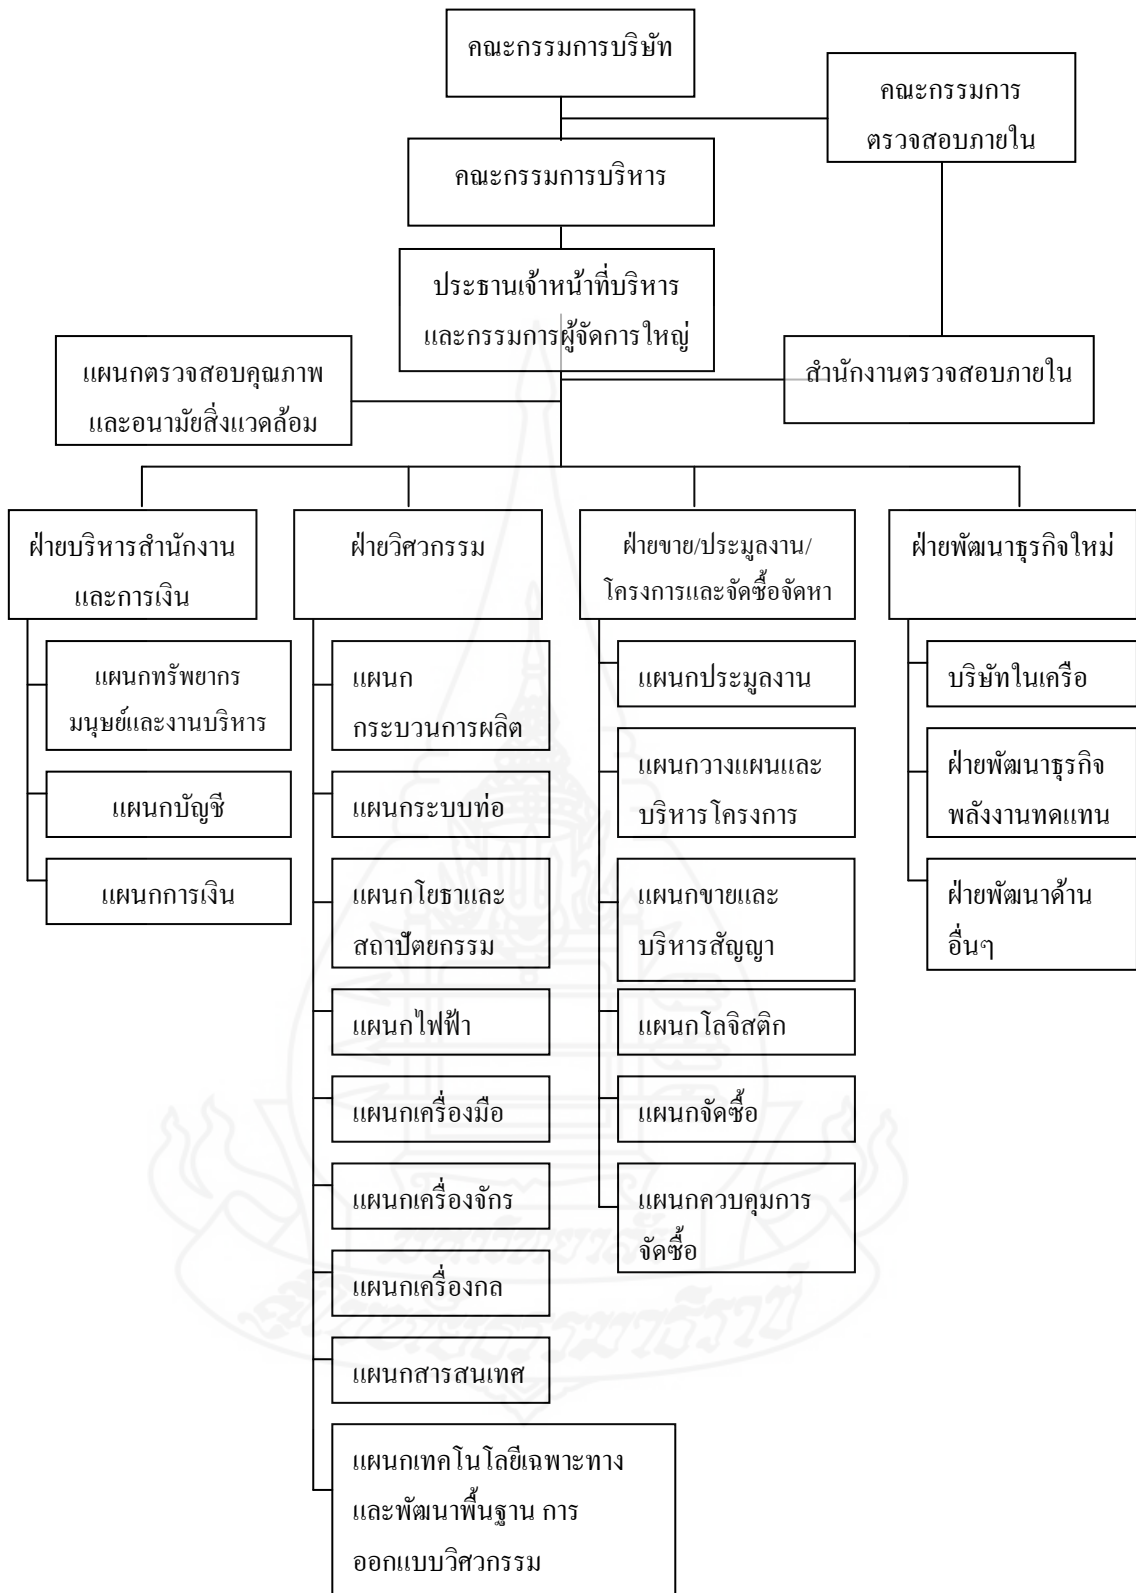 คณะกรรมการบริษัท
คณะกรรมการ
ตรวจสอบภายใน
คณะกรรมการบริหาร
ประธานเจ้าหน้าที่บริหาร
และกรรมการผู้จัดการใหญ่
แผนกตรวจสอบคุณภาพ
และอนามัยสิ่งแวดล้อม
สำนักงานตรวจสอบภายใน
ฝ่ายบริหารสำนักงาน
และการเงิน
แผนกทรัพยากร
มนุษย์และงานบริหาร
แผนกบัญชี
แผนกการเงิน
ฝ่ายวิศวกรรม
แผนก
กระบวนการผลิต
แผนกระบบท่อ
แผนกโยธาและ
สถาปัตยกรรม
แผนกไฟฟ้า
แผนกเครื่องมือ
แผนกเครื่องจักร
แผนกเครื่องกล
แผนกสารสนเทศ
แผนกเทคโนโลยีเฉพาะทาง
และพัฒนาพื้นฐาน การ
ออกแบบวิศวกรรม
ฝ่ายขาย/ประมูลงาน/
โครงการและจัดซื้อจัดหา
แผนกประมูลงาน
แผนกวางแผนและ
บริหารโครงการ
แผนกขายและ
บริหารสัญญา
แผนกโลจิสติก
แผนกจัดซื้อ
แผนกควบคุมการ
จัดซื้อ
ฝ่ายพัฒนาธุรกิจใหม่
บริษัทในเครือ
ฝ่ายพัฒนาธุรกิจ
พลังงานทดแทน
ฝ่ายพัฒนาด้าน
อื่นๆ
มหาวิทยาลัย
สุโขทัยธรรมาธิราช